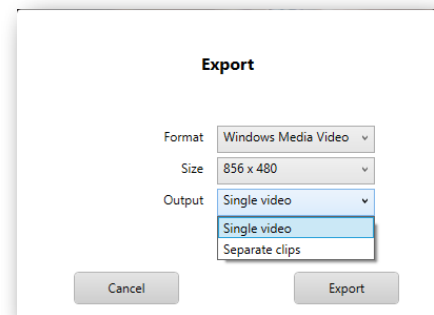 Export
Format Windows Media Video
Size 856 x 480
Output Single video
Single video
Separate clips
Cancel Export